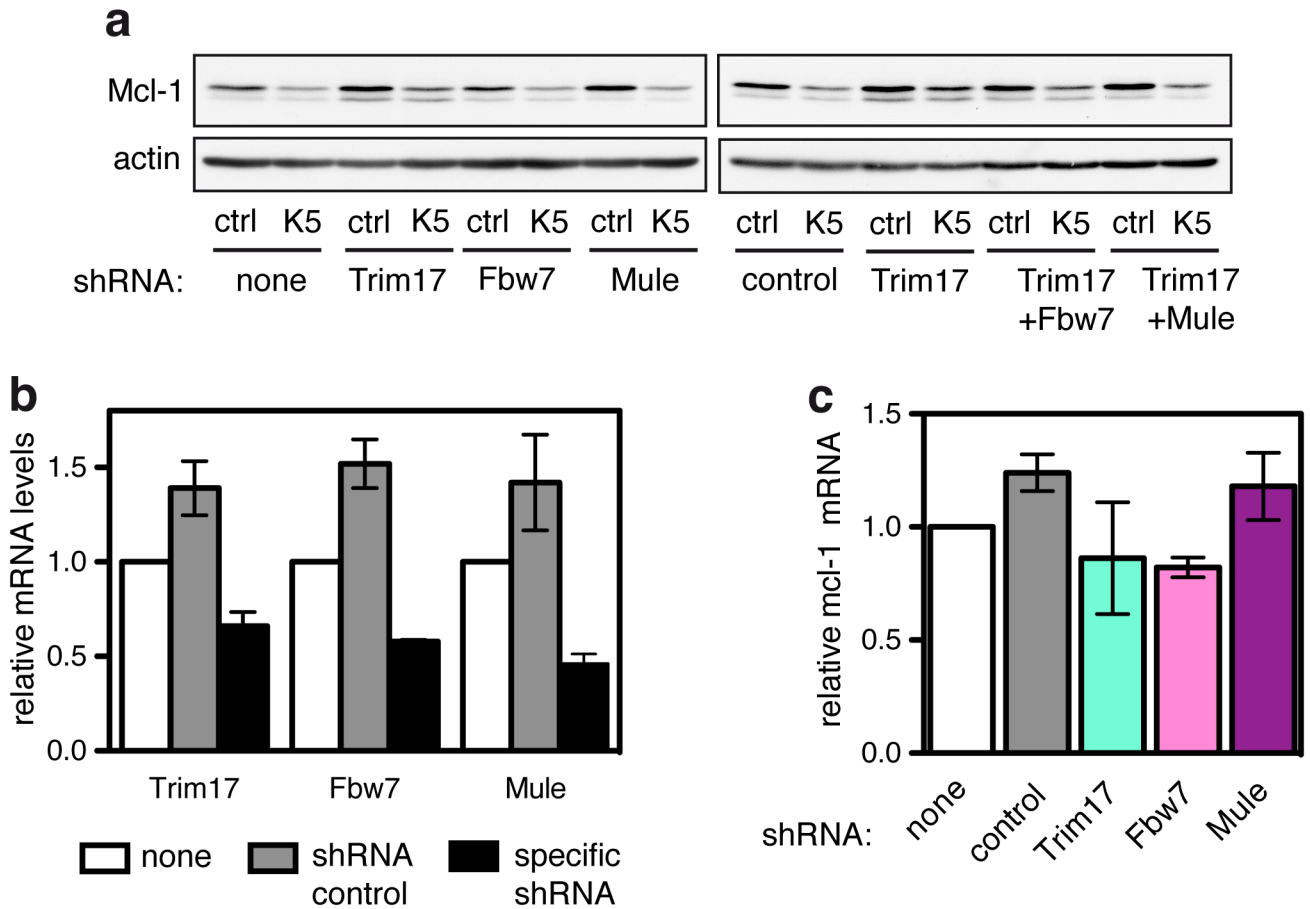 a
Mcl-1
actin
ctrl K5 ctrl K5 ctrl K5 ctrl K5 ctrl K5 ctrl K5 ctrl K5 ctrl K5
shRNA: none Trim17 Fbw7 Mule control Trim17 Trim17 Trim17
+Fbw7 +Mule
b
relative mRNA levels
1.5
1.0
0.5
0.0
Trim17 Fbw7 Mule
none shRNA specific
control shRNA
c
relative mcl-1 mRNA
1.5
1.0
0.5
0.0
shRNA: none control Trim17 Fbw7 Mule